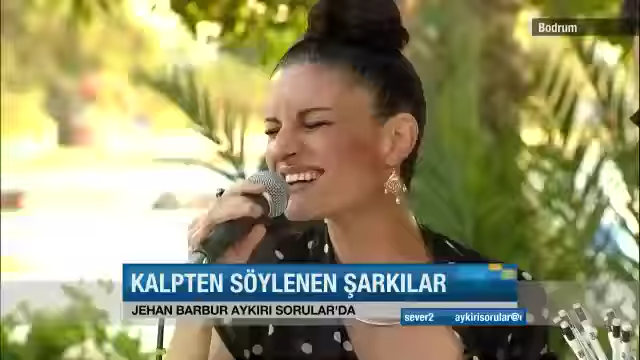 Bodrum
KALPTEN SÖYLENEN ŞARKILAR
JEHAN BARBUR AYKIRI SORULAR'DA
sever2 aykirisorular@